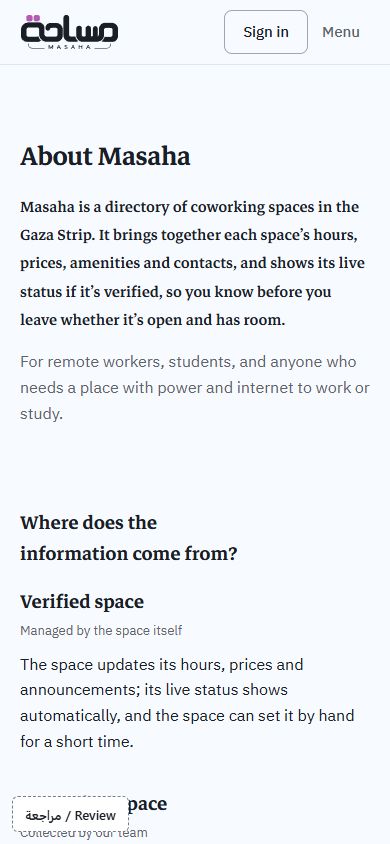 مساحة
MASAHA
Sign in
Menu
About Masaha
Masaha is a directory of coworking spaces in the
Gaza Strip. It brings together each space’s hours,
prices, amenities and contacts, and shows its live
status if it’s verified, so you know before you
leave whether it’s open and has room.
For remote workers, students, and anyone who
needs a place with power and internet to work or
study.
Where does the
information come from?
Verified space
Managed by the space itself
The space updates its hours, prices and
announcements; its live status shows
automatically, and the space can set it by hand
for a short time.
pace
مراجعة / Review
Collected by our team